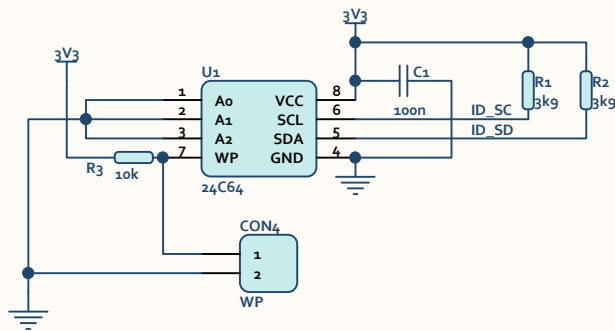 3V3
3V3
U1
C1
100n
R1
3k9
R2
3k9
1 A0 VCC 8
2 A1 SCL 6 ID_SC
3 A2 SDA 5 ID_SD
7 WP GND 4
R3
10k
24C64
CON4
1
2
WP